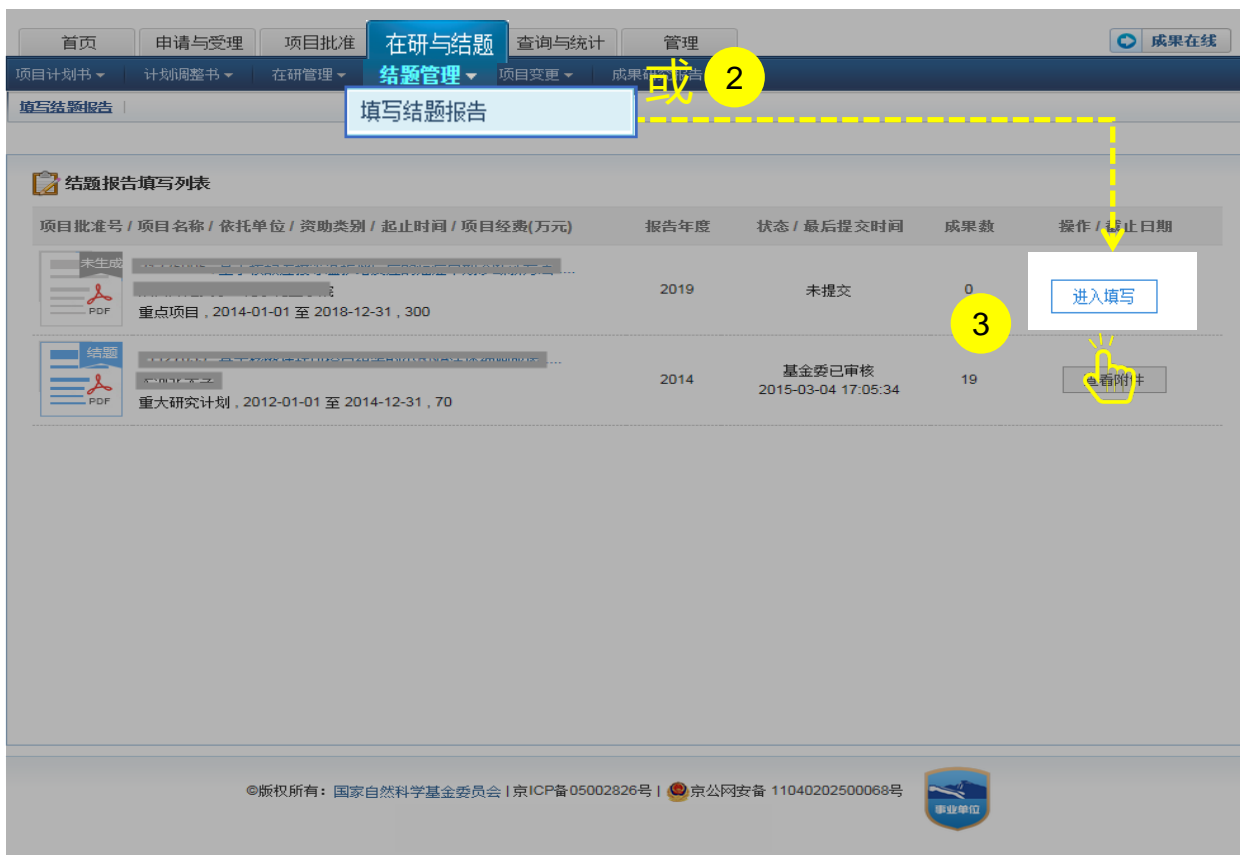 首页 申请与受理 项目批准 在研与结题 查询与统计 管理 成果在线
项目计划书 计划调整书 在研管理 结题管理 项目变更 成果研究报告
或 2
填写结题报告
填写结题报告
结题报告填写列表
项目批准号 / 项目名称 / 依托单位 / 资助类别 / 起止时间 / 项目经费(万元) 报告年度 状态 / 最后提交时间 成果数 操作 / 截止日期
未生成
PDF
重点项目 , 2014-01-01 至 2018-12-31 , 300
2019 未提交 0 进入填写
3
结题
PDF
重大研究计划 , 2012-01-01 至 2014-12-31 , 70
2014 基金委已审核 19 查看附件
2015-03-04 17:05:34
©版权所有：国家自然科学基金委员会 | 京ICP备05002826号 | 京公网安备 11040202500068号
事业单位